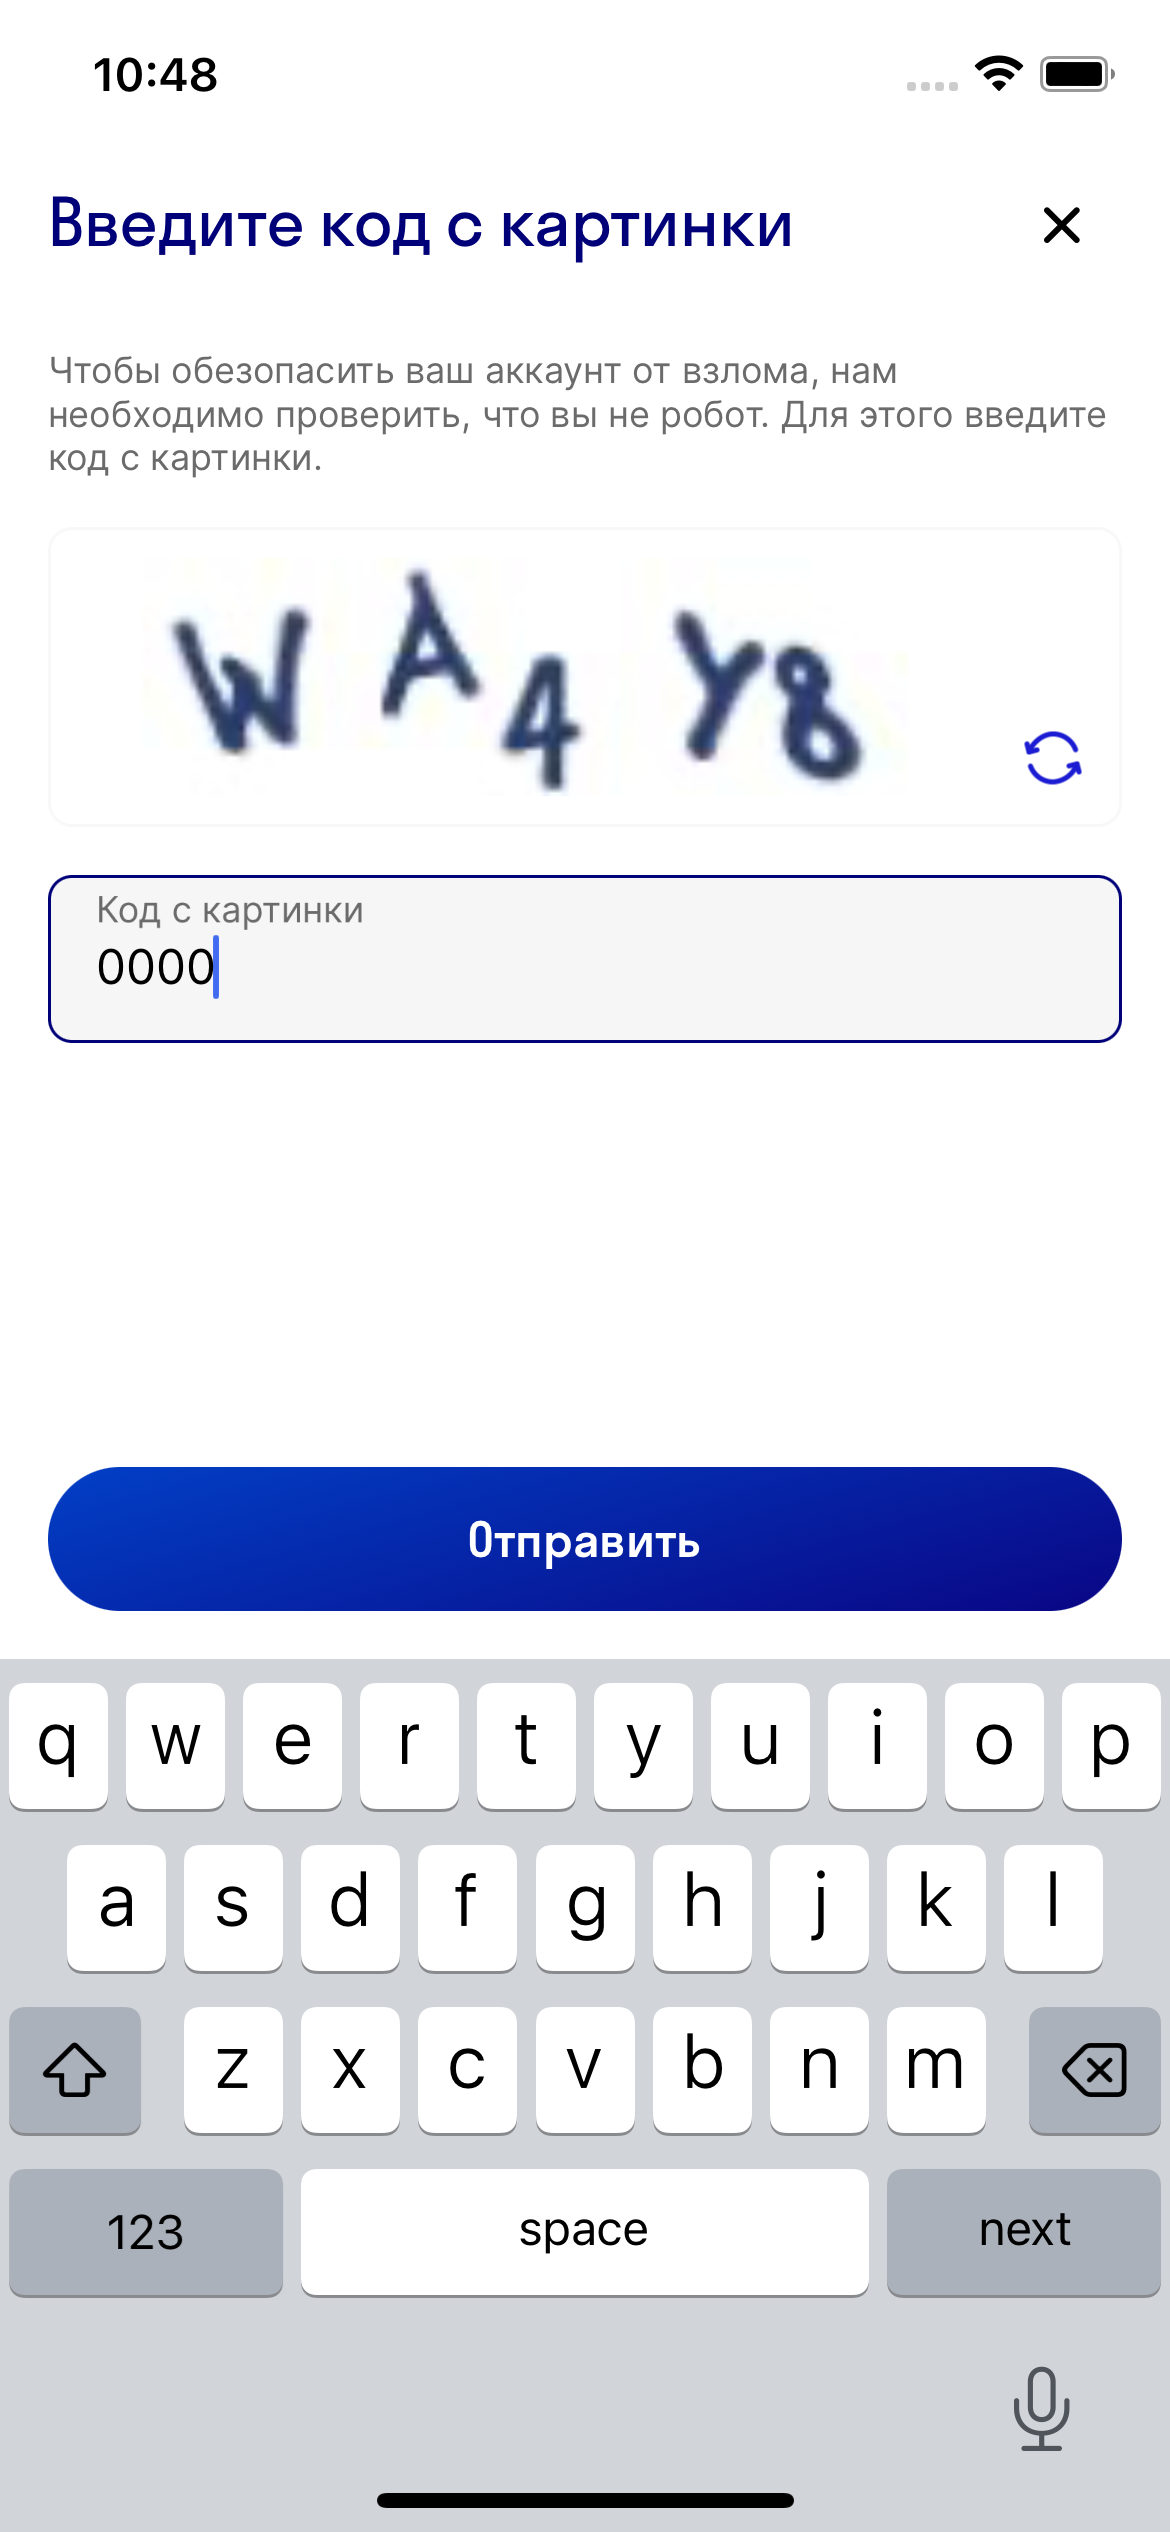 10:48
Введите код с картинки
Чтобы обезопасить ваш аккаунт от взлома, нам
необходимо проверить, что вы не робот. Для этого введите
код с картинки.
W A 4 Y 8
Код с картинки
0000
Отправить
q w e r t y u i o p
a s d f g h j k l
z x c v b n m
123 space next